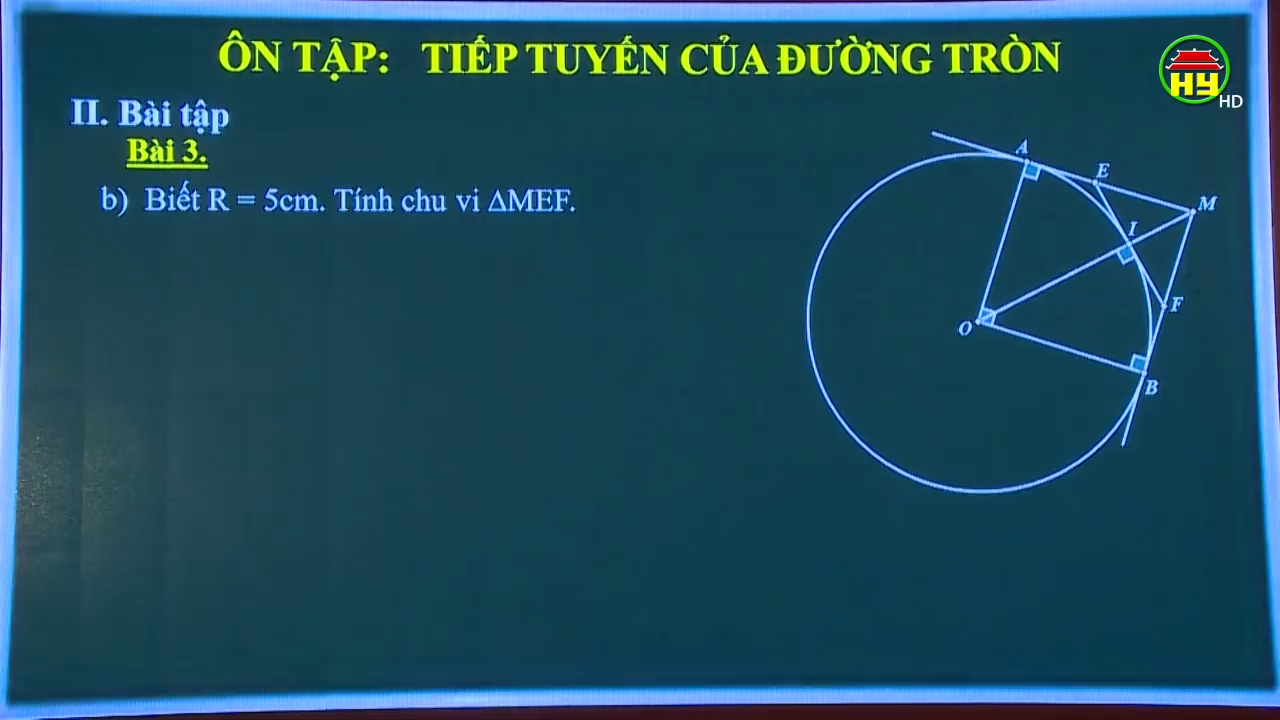 ÔN TẬP: TIẾP TUYẾN CỦA ĐƯỜNG TRÒN
HY
HD
II. Bài tập
Bài 3.
b) Biết R = 5cm. Tính chu vi ΔMEF.
A
E
M
I
F
O
B